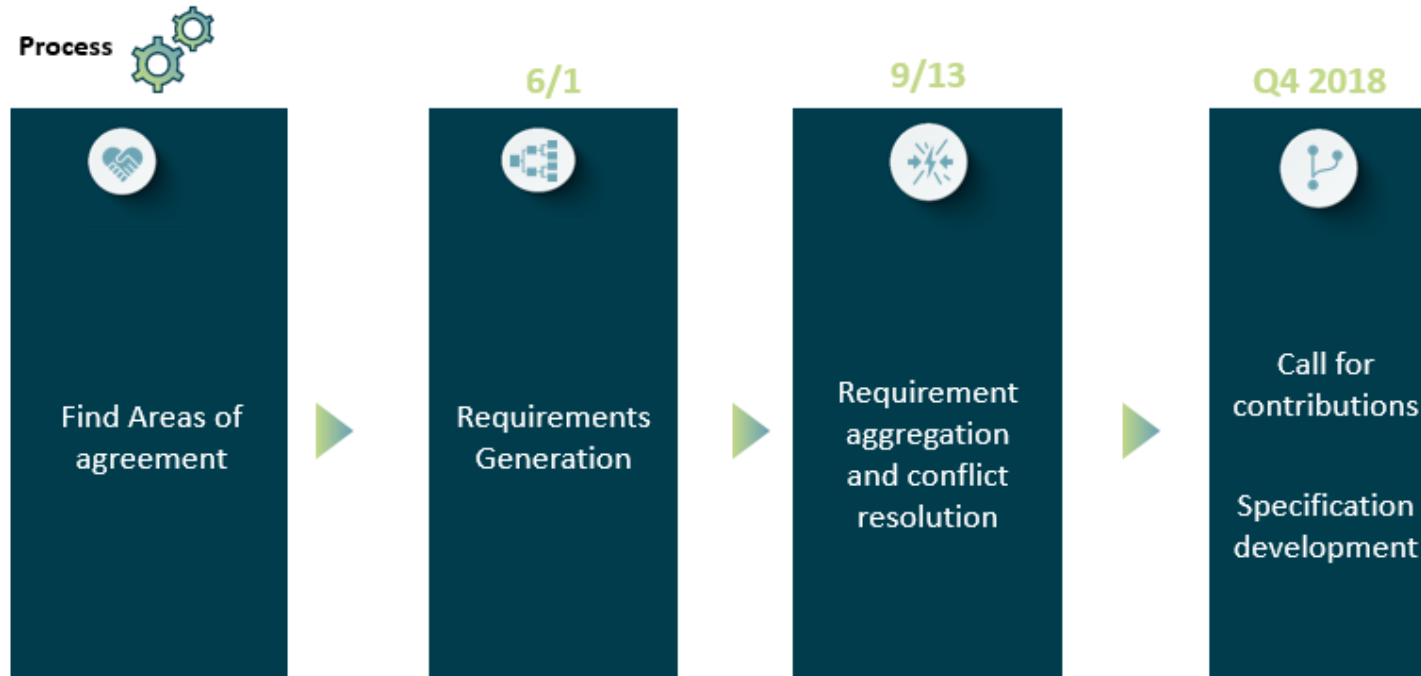 Process
6/1
9/13
Q4 2018
Find Areas of
agreement
Requirements
Generation
Requirement
aggregation
and conflict
resolution
Call for
contributions
Specification
development